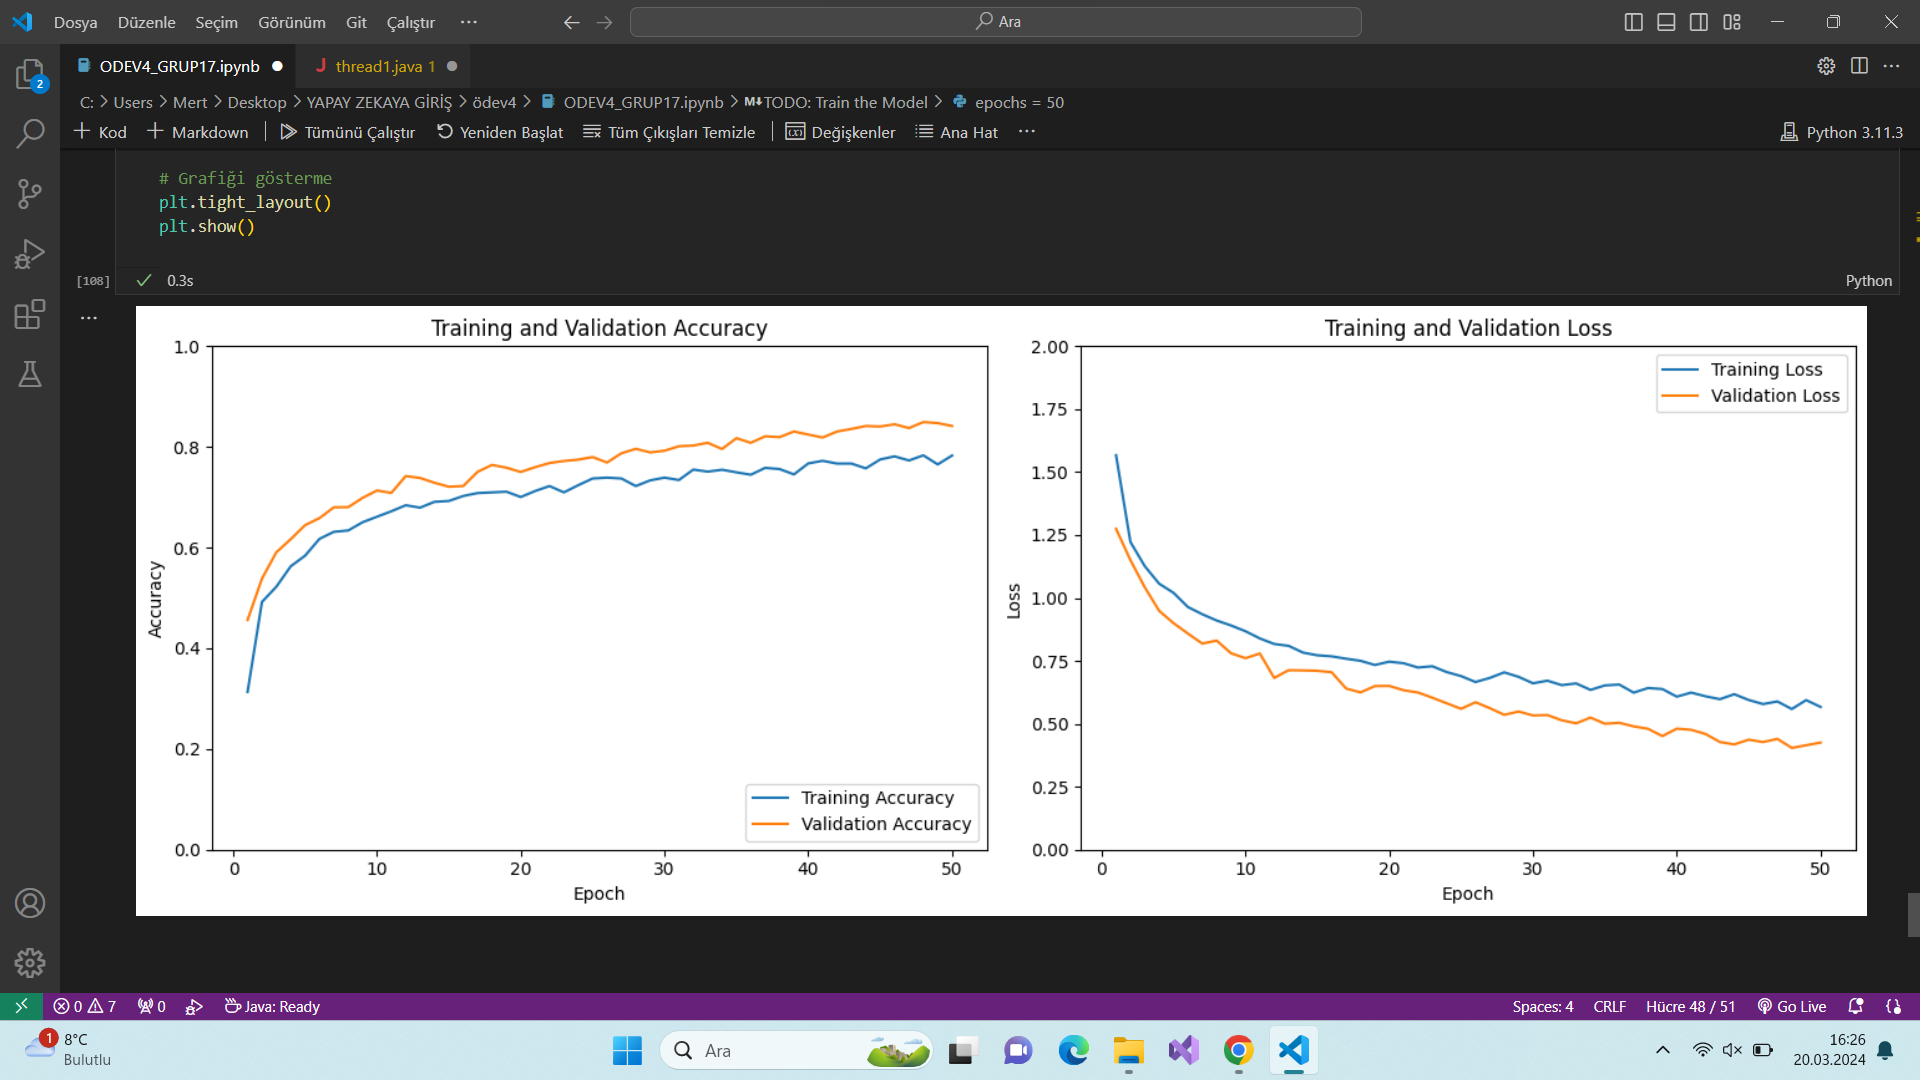 Dosya Düzenle Seçim Görünüm Git Çalıştır ··· Ara
ODEV4_GRUP17.ipynb J thread1.java 1
C: > Users > Mert > Desktop > YAPAY ZEKAYA GİRİŞ > ödev4 > ODEV4_GRUP17.ipynb > M↓TODO: Train the Model > epochs = 50
+ Kod + Markdown Tümünü Çalıştır Yeniden Başlat Tüm Çıkışları Temizle Değişkenler Ana Hat ··· Python 3.11.3
2
# Grafiği gösterme
plt.tight_layout()
plt.show()
[108] 0.3s Python
Training and Validation Accuracy
1.0
0.8
0.6
0.4
0.2
0.0
Accuracy
0 10 20 30 40 50
Epoch
Training Accuracy
Validation Accuracy
Training and Validation Loss
2.00
1.75
1.50
1.25
1.00
0.75
0.50
0.25
0.00
Loss
0 10 20 30 40 50
Epoch
Training Loss
Validation Loss
0 7 0 Java: Ready Spaces: 4 CRLF Hücre 48 / 51 Go Live
1 8°C
Bulutlu
Ara
16:26
20.03.2024